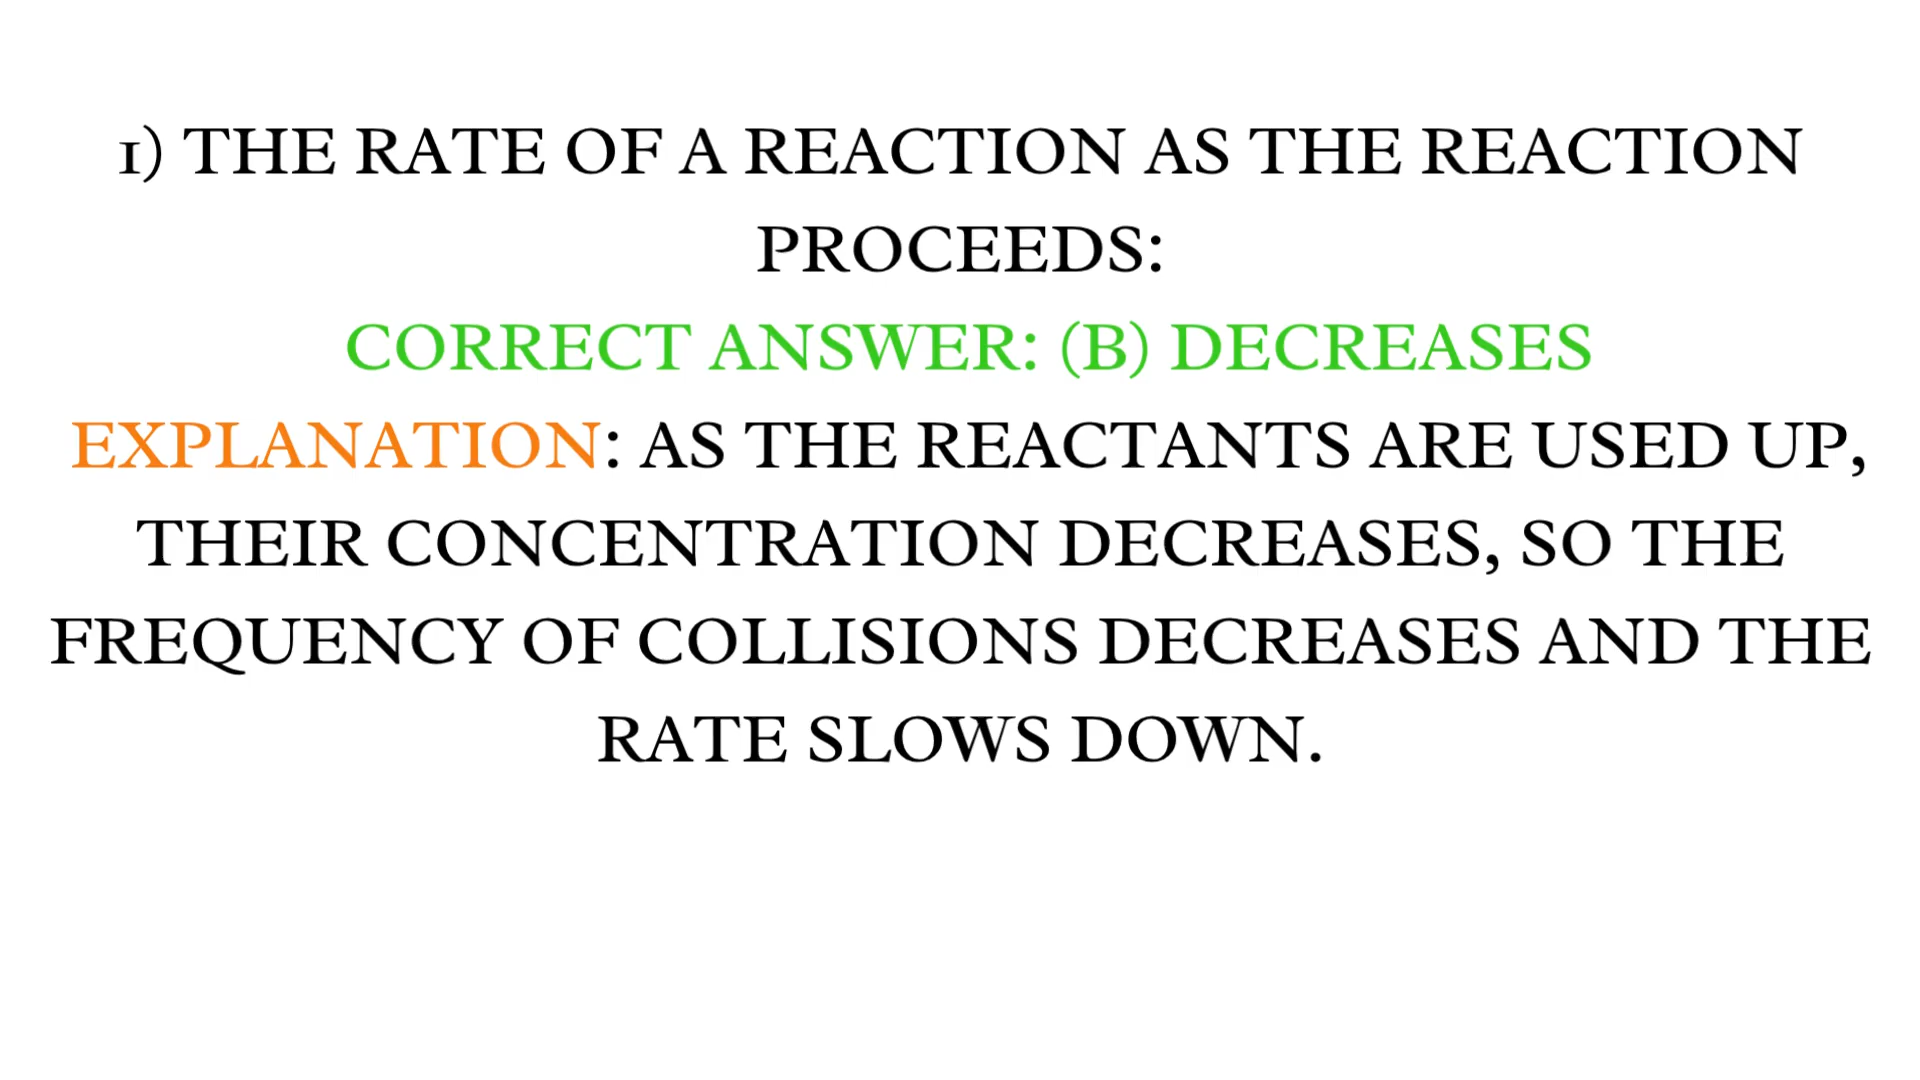 1) THE RATE OF A REACTION AS THE REACTION
PROCEEDS:
CORRECT ANSWER: (B) DECREASES
EXPLANATION: AS THE REACTANTS ARE USED UP,
THEIR CONCENTRATION DECREASES, SO THE
FREQUENCY OF COLLISIONS DECREASES AND THE
RATE SLOWS DOWN.